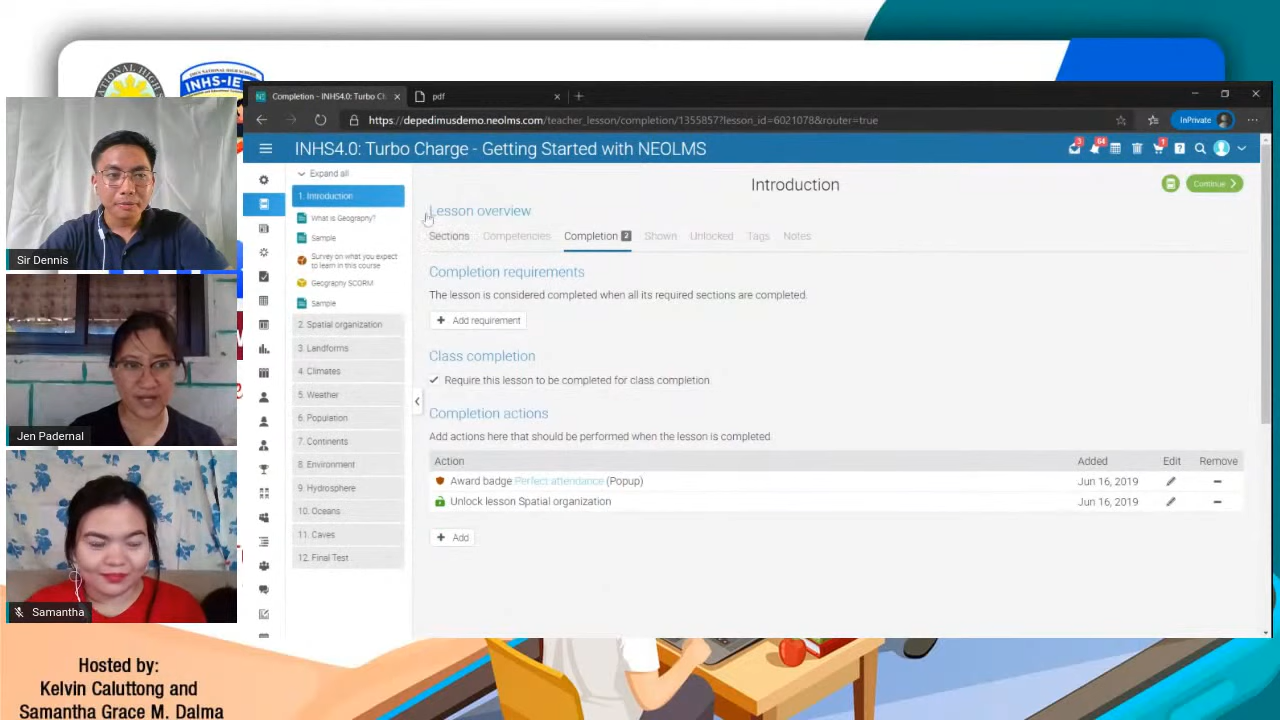 INHS-IET
Sir Dennis
Jen Padernal
Samantha
Hosted by:
Kelvin Caluttong and
Samantha Grace M. Dalma
Completion - INHS4.0: Turbo Ch
pdf
https://depedimusdemo.neolms.com/teacher_lesson/completion/1355857?lesson_id=6021078&router=true
InPrivate
INHS4.0: Turbo Charge - Getting Started with NEOLMS
3
64
1
Expand all
1. Introduction
What is Geography?
Sample
Survey on what you expect
to learn in this course
Geography SCORM
Sample
2. Spatial organization
3. Landforms
4. Climates
5. Weather
6. Population
7. Continents
8. Environment
9. Hydrosphere
10. Oceans
11. Caves
12. Final Test
Introduction
Continue
Lesson overview
Sections Competencies Completion 2 Shown Unlocked Tags Notes
Completion requirements
The lesson is considered completed when all its required sections are completed.
Add requirement
Class completion
Require this lesson to be completed for class completion
Completion actions
Add actions here that should be performed when the lesson is completed.
Action Added Edit Remove
Award badge Perfect attendance (Popup) Jun 16, 2019
Unlock lesson Spatial organization Jun 16, 2019
Add